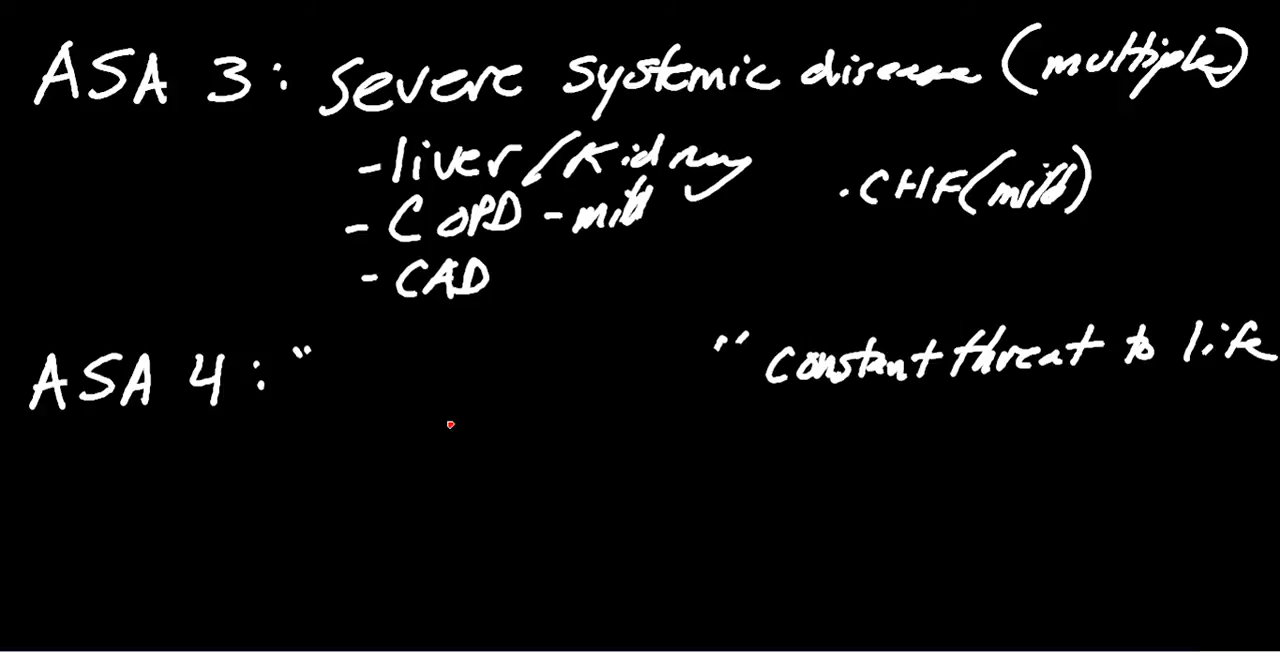 ASA 3: severe systemic disease (multiple)
- liver/Kidney
- COPD - mild
. CHF (mild)
- CAD
ASA 4: " " constant threat to life